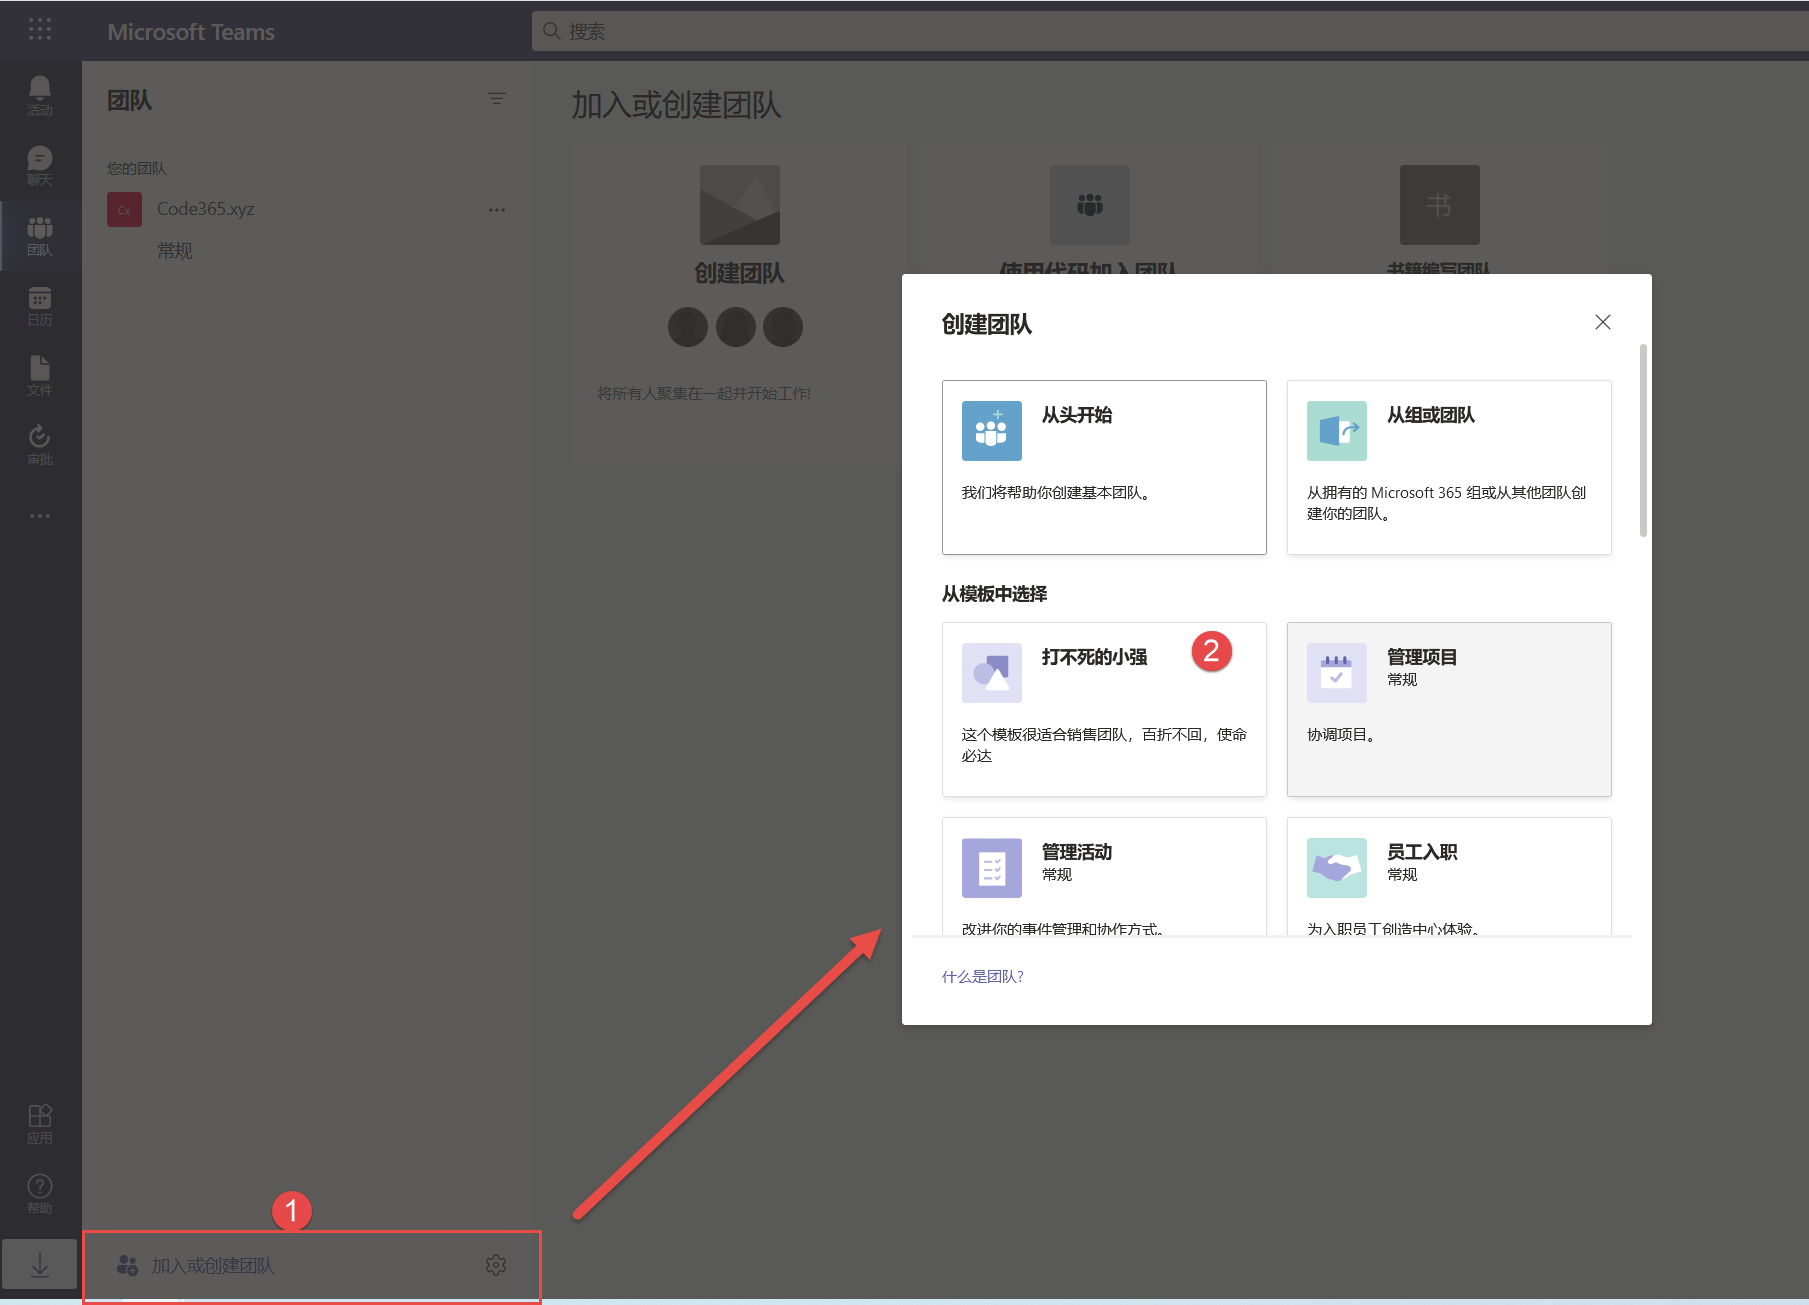 Microsoft Teams
搜索
活动
聊天
团队
日历
文件
审批
应用
帮助
团队
您的团队
Cx
Code365.xyz
常规
加入或创建团队
创建团队
将所有人聚集在一起并开始工作!
使用代码加入团队
书
书籍编写团队
创建团队
从头开始
我们将帮助你创建基本团队。
从组或团队
从拥有的 Microsoft 365 组或从其他团队创
建你的团队。
从模板中选择
打不死的小强
2
这个模板很适合销售团队，百折不回，使命
必达
管理项目
常规
协调项目。
管理活动
常规
改进你的事件管理和协作方式。
员工入职
常规
为入职员工创造中心体验。
什么是团队?
1
加入或创建团队